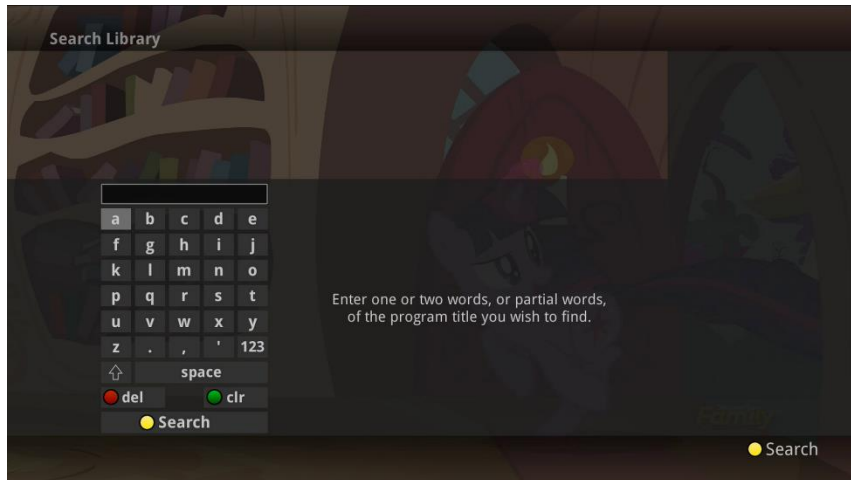 Search Library
a b c d e
f g h i j
k l m n o
p q r s t
u v w x y
z . , ' 123
space
del clr
Search
Enter one or two words, or partial words,
of the program title you wish to find.
Family
Search